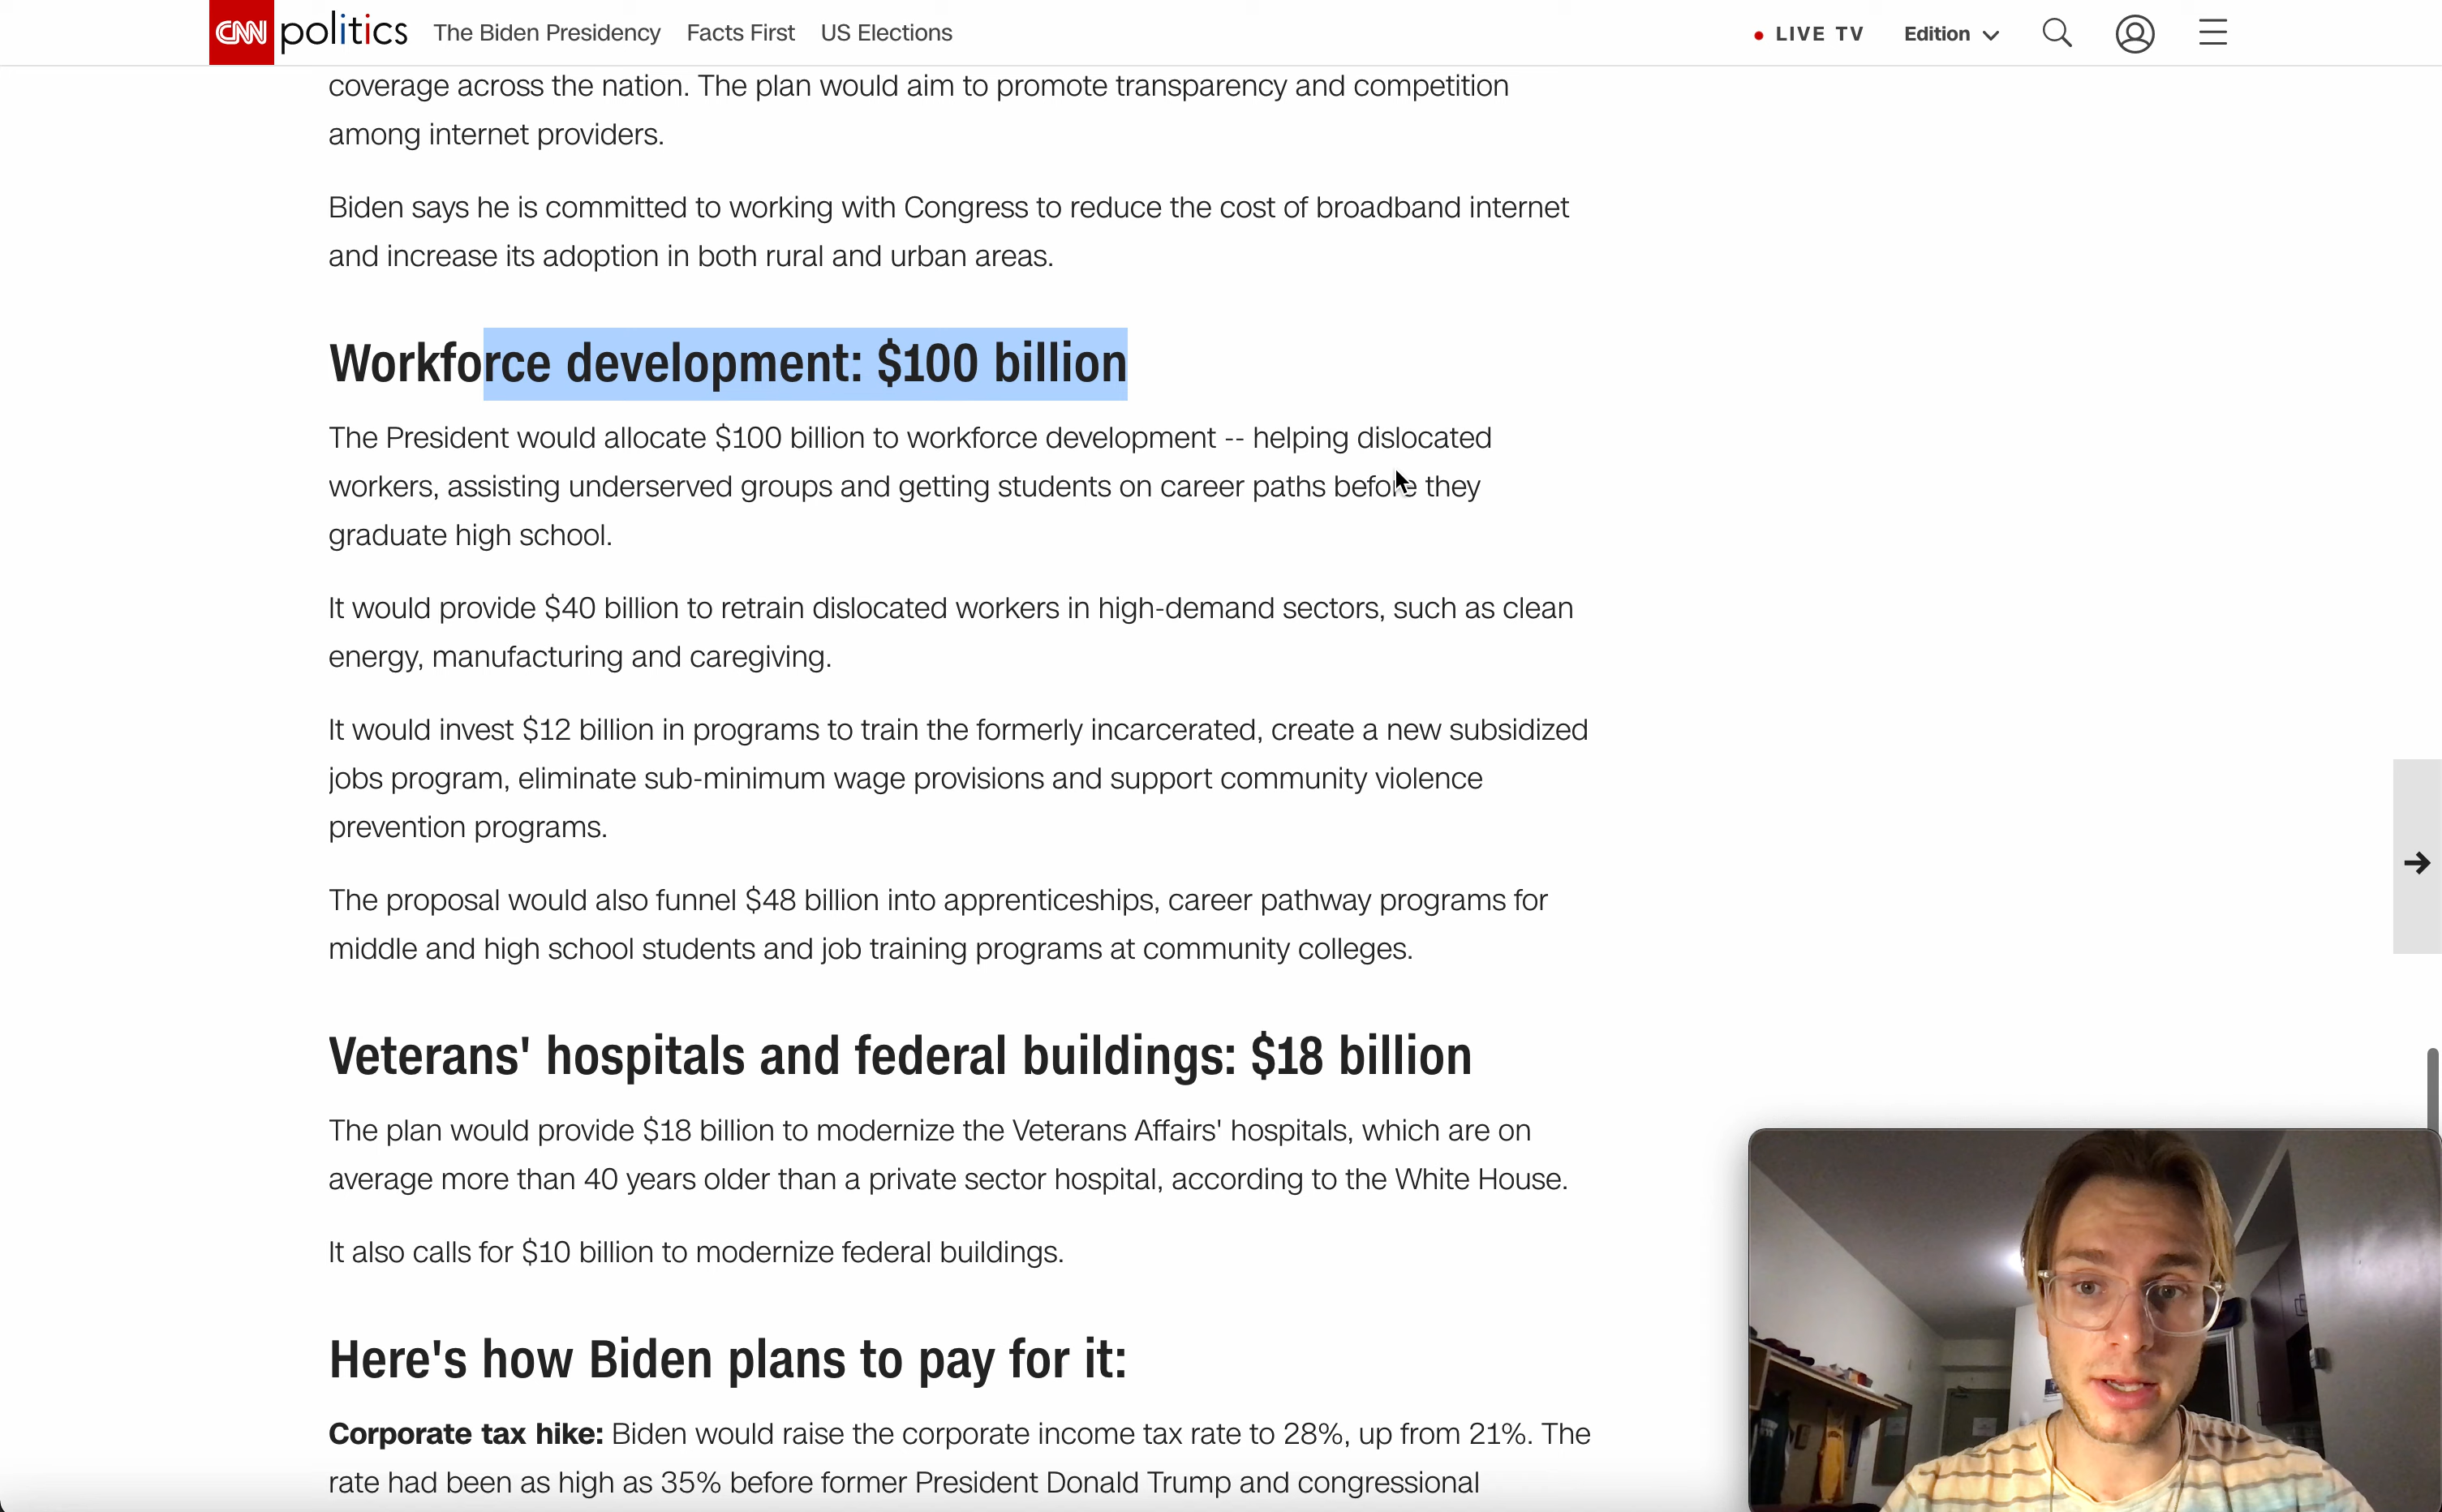 CNN politics The Biden Presidency Facts First US Elections LIVE TV Edition
coverage across the nation. The plan would aim to promote transparency and competition
among internet providers.
Biden says he is committed to working with Congress to reduce the cost of broadband internet
and increase its adoption in both rural and urban areas.
Workforce development: $100 billion
The President would allocate $100 billion to workforce development -- helping dislocated
workers, assisting underserved groups and getting students on career paths before they
graduate high school.
It would provide $40 billion to retrain dislocated workers in high-demand sectors, such as clean
energy, manufacturing and caregiving.
It would invest $12 billion in programs to train the formerly incarcerated, create a new subsidized
jobs program, eliminate sub-minimum wage provisions and support community violence
prevention programs.
The proposal would also funnel $48 billion into apprenticeships, career pathway programs for
middle and high school students and job training programs at community colleges.
Veterans' hospitals and federal buildings: $18 billion
The plan would provide $18 billion to modernize the Veterans Affairs' hospitals, which are on
average more than 40 years older than a private sector hospital, according to the White House.
It also calls for $10 billion to modernize federal buildings.
Here's how Biden plans to pay for it:
Corporate tax hike: Biden would raise the corporate income tax rate to 28%, up from 21%. The
rate had been as high as 35% before former President Donald Trump and congressional